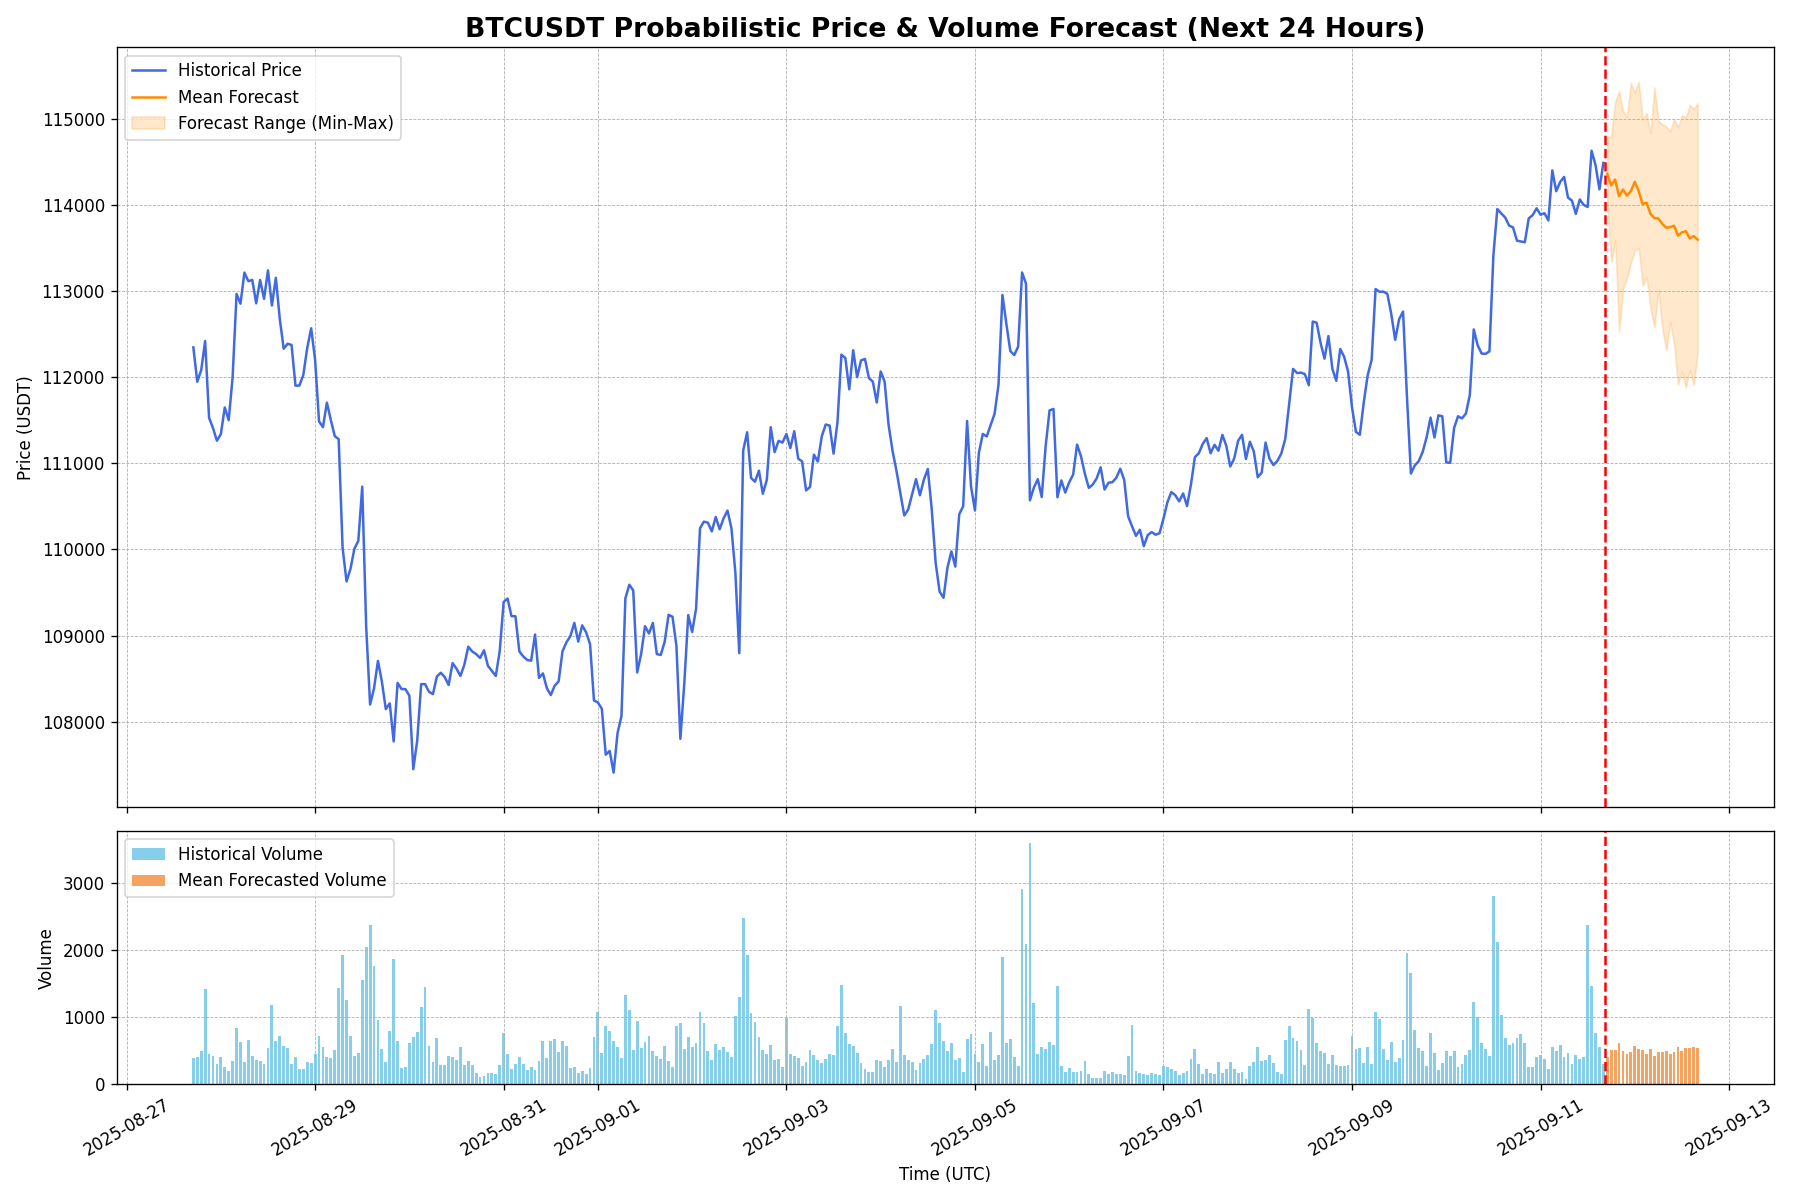 BTCUSDT Probabilistic Price & Volume Forecast (Next 24 Hours)
Historical Price
Mean Forecast
Forecast Range (Min-Max)
115000
114000
113000
112000
111000
110000
109000
108000
Price (USDT)
Historical Volume
Mean Forecasted Volume
3000
2000
1000
0
Volume
2025-08-27
2025-08-29
2025-08-31
2025-09-01
2025-09-03
2025-09-05
2025-09-07
2025-09-09
2025-09-11
2025-09-13
Time (UTC)